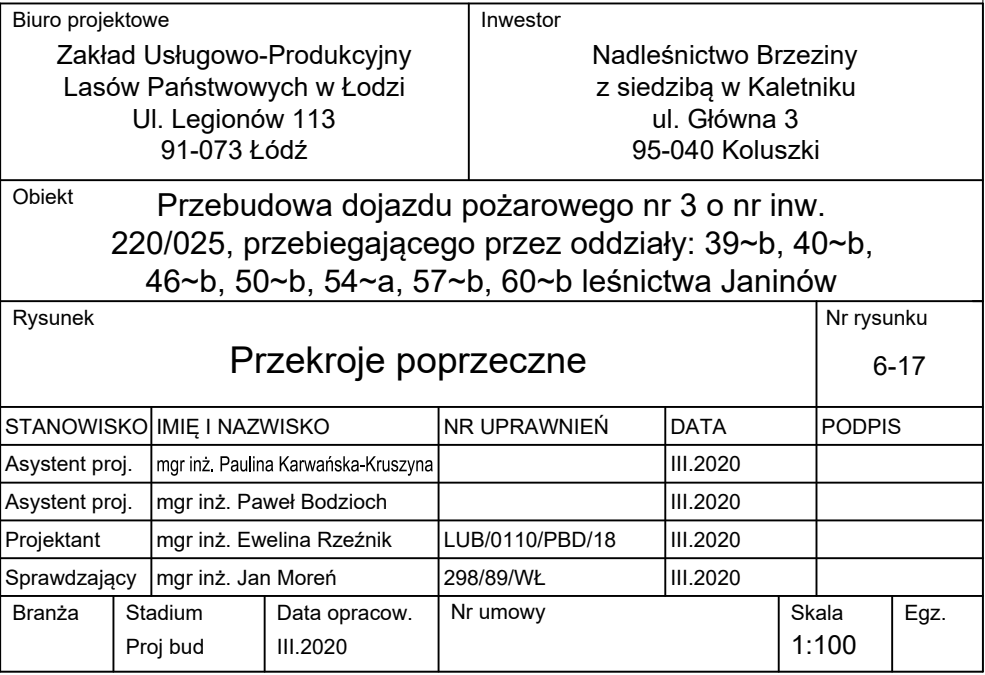 Biuro projektowe
Zakład Usługowo-Produkcyjny
Lasów Państwowych w Łodzi
Ul. Legionów 113
91-073 Łódź
Inwestor
Nadleśnictwo Brzeziny
z siedzibą w Kaletniku
ul. Główna 3
95-040 Koluszki
Obiekt
Przebudowa dojazdu pożarowego nr 3 o nr inw.
220/025, przebiegającego przez oddziały: 39~b, 40~b,
46~b, 50~b, 54~a, 57~b, 60~b leśnictwa Janinów
Rysunek
Przekroje poprzeczne
Nr rysunku
6-17
STANOWISKO IMIĘ I NAZWISKO NR UPRAWNIEŃ DATA PODPIS
Asystent proj. mgr inż. Paulina Karwańska-Kruszyna III.2020
Asystent proj. mgr inż. Paweł Bodzioch III.2020
Projektant mgr inż. Ewelina Rzeźnik LUB/0110/PBD/18 III.2020
Sprawdzający mgr inż. Jan Moreń 298/89/WŁ III.2020
Branża Stadium Data opracow. Nr umowy Skala Egz.
Proj bud III.2020 1:100